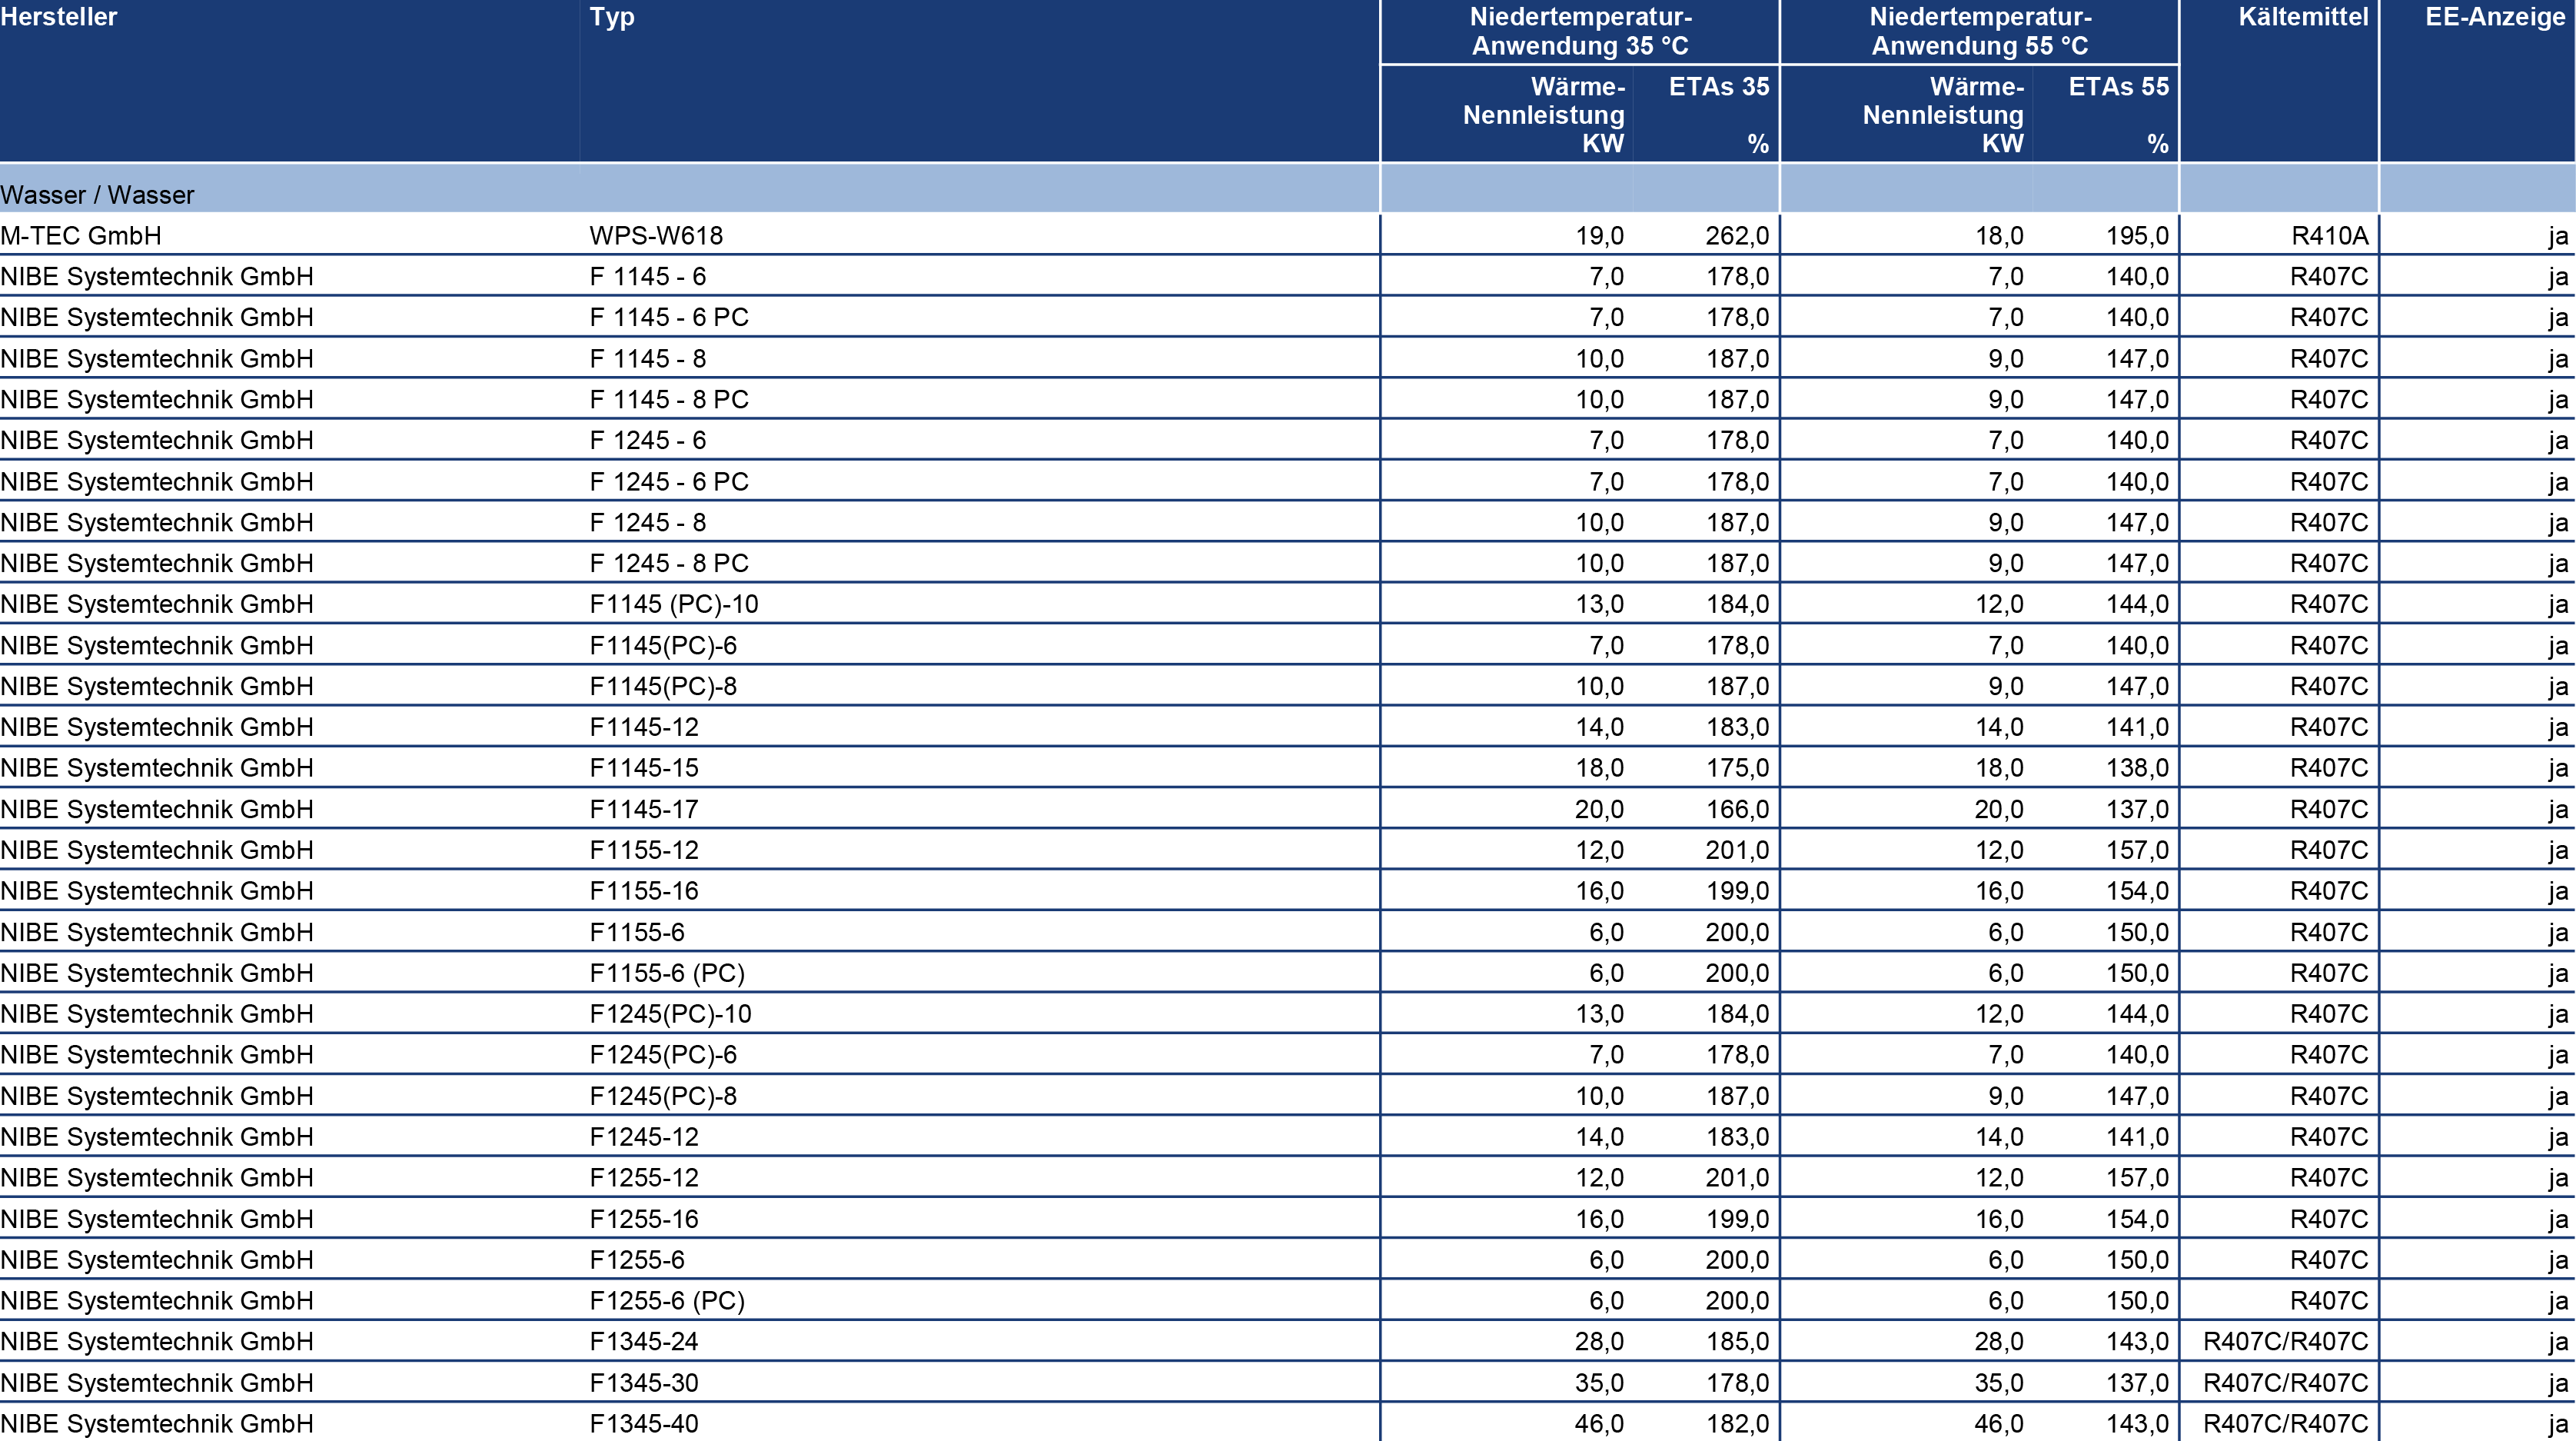 Hersteller Typ Niedertemperatur- Niedertemperatur- Kältemittel EE-Anzeige
Anwendung 35 °C Anwendung 55 °C
Wärme- ETAs 35 Wärme- ETAs 55
Nennleistung Nennleistung
KW % KW %
Wasser / Wasser
M-TEC GmbH WPS-W618 19,0 262,0 18,0 195,0 R410A ja
NIBE Systemtechnik GmbH F 1145 - 6 7,0 178,0 7,0 140,0 R407C ja
NIBE Systemtechnik GmbH F 1145 - 6 PC 7,0 178,0 7,0 140,0 R407C ja
NIBE Systemtechnik GmbH F 1145 - 8 10,0 187,0 9,0 147,0 R407C ja
NIBE Systemtechnik GmbH F 1145 - 8 PC 10,0 187,0 9,0 147,0 R407C ja
NIBE Systemtechnik GmbH F 1245 - 6 7,0 178,0 7,0 140,0 R407C ja
NIBE Systemtechnik GmbH F 1245 - 6 PC 7,0 178,0 7,0 140,0 R407C ja
NIBE Systemtechnik GmbH F 1245 - 8 10,0 187,0 9,0 147,0 R407C ja
NIBE Systemtechnik GmbH F 1245 - 8 PC 10,0 187,0 9,0 147,0 R407C ja
NIBE Systemtechnik GmbH F1145 (PC)-10 13,0 184,0 12,0 144,0 R407C ja
NIBE Systemtechnik GmbH F1145(PC)-6 7,0 178,0 7,0 140,0 R407C ja
NIBE Systemtechnik GmbH F1145(PC)-8 10,0 187,0 9,0 147,0 R407C ja
NIBE Systemtechnik GmbH F1145-12 14,0 183,0 14,0 141,0 R407C ja
NIBE Systemtechnik GmbH F1145-15 18,0 175,0 18,0 138,0 R407C ja
NIBE Systemtechnik GmbH F1145-17 20,0 166,0 20,0 137,0 R407C ja
NIBE Systemtechnik GmbH F1155-12 12,0 201,0 12,0 157,0 R407C ja
NIBE Systemtechnik GmbH F1155-16 16,0 199,0 16,0 154,0 R407C ja
NIBE Systemtechnik GmbH F1155-6 6,0 200,0 6,0 150,0 R407C ja
NIBE Systemtechnik GmbH F1155-6 (PC) 6,0 200,0 6,0 150,0 R407C ja
NIBE Systemtechnik GmbH F1245(PC)-10 13,0 184,0 12,0 144,0 R407C ja
NIBE Systemtechnik GmbH F1245(PC)-6 7,0 178,0 7,0 140,0 R407C ja
NIBE Systemtechnik GmbH F1245(PC)-8 10,0 187,0 9,0 147,0 R407C ja
NIBE Systemtechnik GmbH F1245-12 14,0 183,0 14,0 141,0 R407C ja
NIBE Systemtechnik GmbH F1255-12 12,0 201,0 12,0 157,0 R407C ja
NIBE Systemtechnik GmbH F1255-16 16,0 199,0 16,0 154,0 R407C ja
NIBE Systemtechnik GmbH F1255-6 6,0 200,0 6,0 150,0 R407C ja
NIBE Systemtechnik GmbH F1255-6 (PC) 6,0 200,0 6,0 150,0 R407C ja
NIBE Systemtechnik GmbH F1345-24 28,0 185,0 28,0 143,0 R407C/R407C ja
NIBE Systemtechnik GmbH F1345-30 35,0 178,0 35,0 137,0 R407C/R407C ja
NIBE Systemtechnik GmbH F1345-40 46,0 182,0 46,0 143,0 R407C/R407C ja